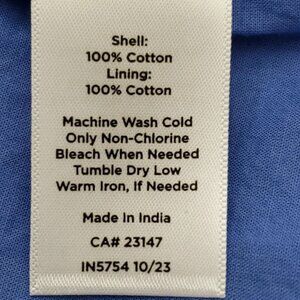 Shell:
100% Cotton
Lining:
100% Cotton
Machine Wash Cold
Only Non-Chlorine
Bleach When Needed
Tumble Dry Low
Warm Iron, If Needed
Made In India
CA# 23147
IN5754 10/23